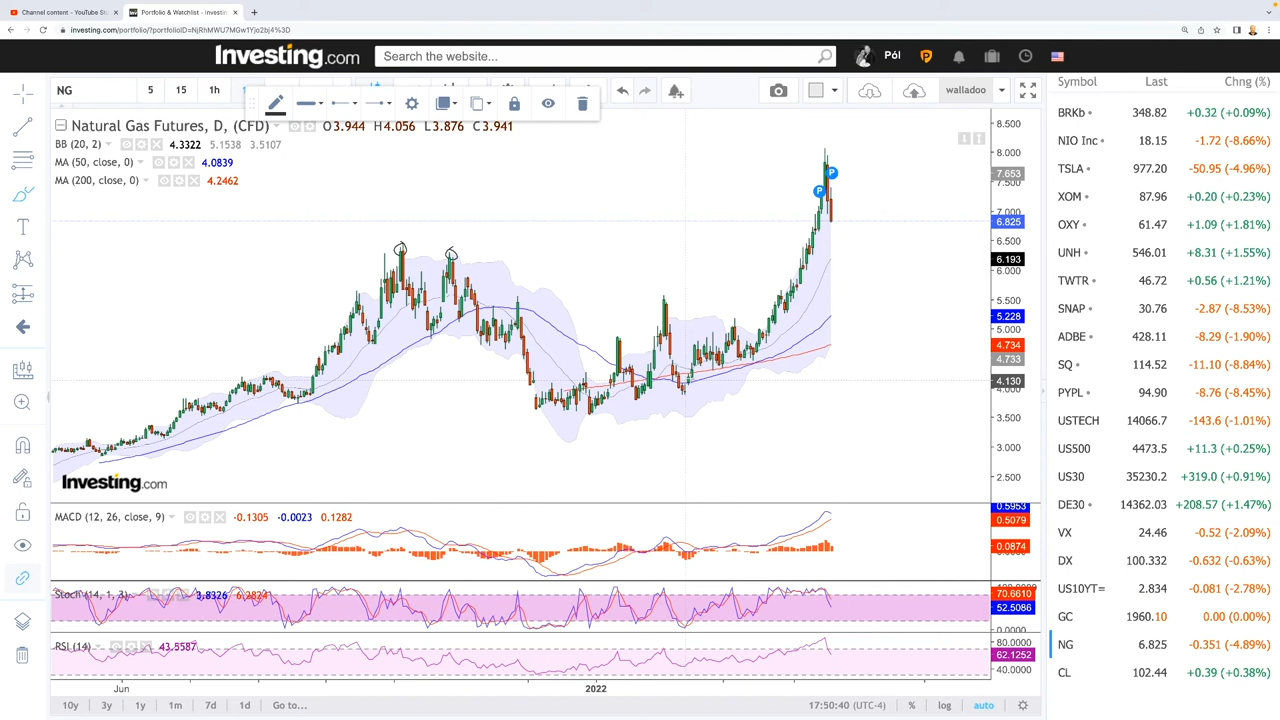 Channel content - YouTube Stu
Portfolio & Watchlist - Investin
investing.com/portfolio/?portfolioID=NjRhMWU7MGw1Yjo2bj4%3D
Investing.com
Search the website...
Pól
NG
5
15
1h
walladoo
Symbol
Last
Chng (%)
Natural Gas Futures, D, (CFD)
O3.944 H4.056 L3.876 C3.941
BB (20, 2) 4.3322 5.1538 3.5107
MA (50, close, 0) 4.0839
MA (200, close, 0) 4.2462
P
P
8.500
8.000
7.653
7.500
7.000
6.825
6.500
6.193
6.000
5.500
5.228
5.000
4.734
4.733
4.130
4.000
3.500
3.000
2.500
Investing.com
MACD (12, 26, close, 9) -0.1305 -0.0023 0.1282
0.5953
0.5079
0.0874
Stoch (14, 1, 3) 3.8326 6.2824
70.6610
52.5086
0.0000
RSI (14) 43.5587
80.0000
62.1252
40.0000
Jun
2022
10y 3y 1y 1m 7d 1d Go to...
17:50:40 (UTC-4) % log auto
BRKb 348.82 +0.32 (+0.09%)
NIO Inc 18.15 -1.72 (-8.66%)
TSLA 977.20 -50.95 (-4.96%)
XOM 87.96 +0.20 (+0.23%)
OXY 61.47 +1.09 (+1.81%)
UNH 546.01 +8.31 (+1.55%)
TWTR 46.72 +0.56 (+1.21%)
SNAP 30.76 -2.87 (-8.53%)
ADBE 428.11 -8.29 (-1.90%)
SQ 114.52 -11.10 (-8.84%)
PYPL 94.90 -8.76 (-8.45%)
USTECH 14066.7 -143.6 (-1.01%)
US500 4473.5 +11.3 (+0.25%)
US30 35230.2 +319.0 (+0.91%)
DE30 14362.03 +208.57 (+1.47%)
VX 24.46 -0.52 (-2.09%)
DX 100.332 -0.632 (-0.63%)
US10YT= 2.834 -0.081 (-2.78%)
GC 1960.10 0.00 (0.00%)
NG 6.825 -0.351 (-4.89%)
CL 102.44 +0.39 (+0.38%)